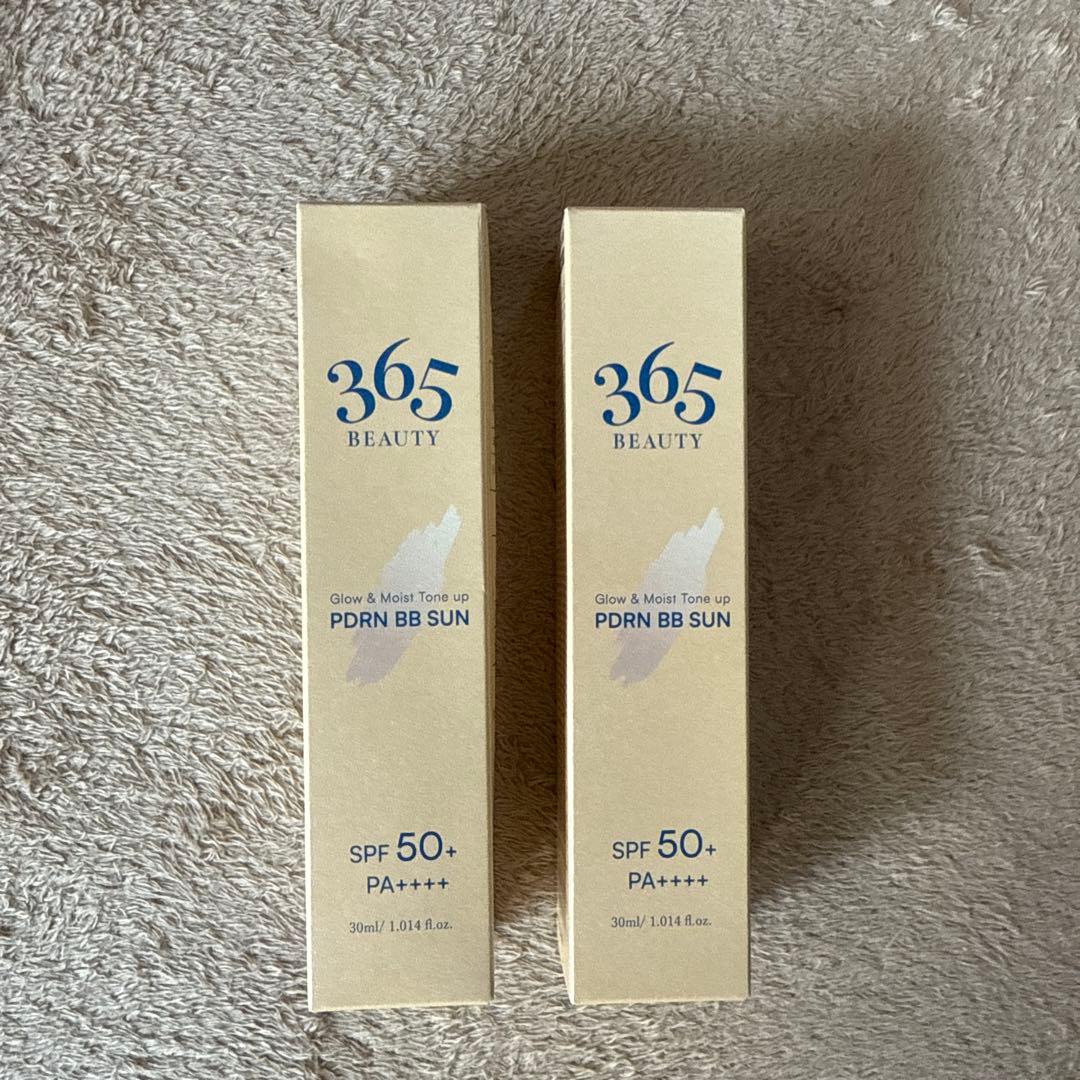 365
BEAUTY
Glow & Moist Tone up
PDRN BB SUN
SPF 50+
PA++++
30ml/ 1.014 fl.oz.
365
BEAUTY
Glow & Moist Tone up
PDRN BB SUN
SPF 50+
PA++++
30ml/ 1.014 fl.oz.